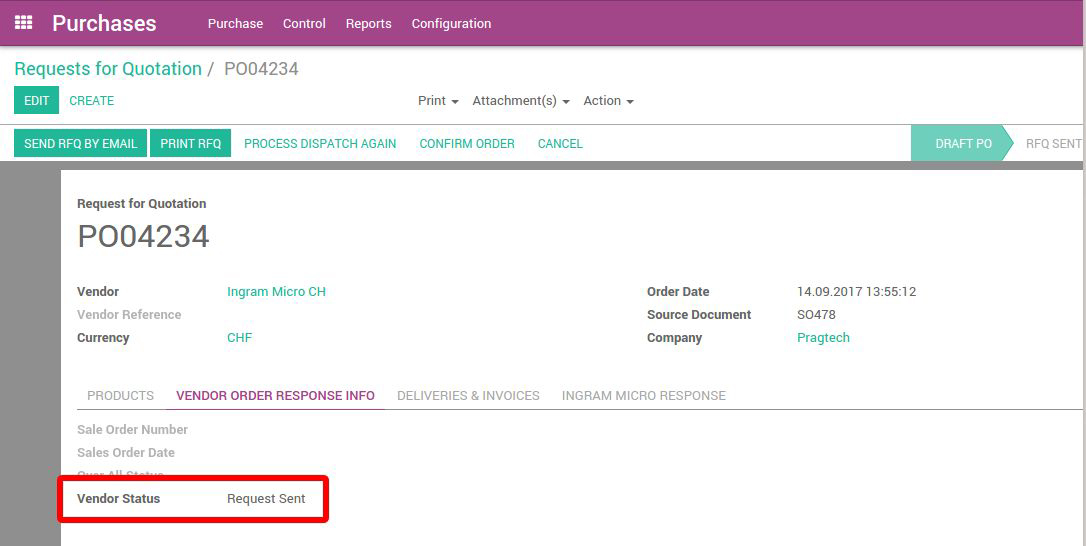 Purchases Purchase Control Reports Configuration
Requests for Quotation / PO04234
EDIT CREATE Print Attachment(s) Action
SEND RFQ BY EMAIL PRINT RFQ PROCESS DISPATCH AGAIN CONFIRM ORDER CANCEL DRAFT PO RFQ SENT
Request for Quotation
PO04234
Vendor Ingram Micro CH Order Date 14.09.2017 13:55:12
Vendor Reference Source Document SO478
Currency CHF Company Pragtech
PRODUCTS VENDOR ORDER RESPONSE INFO DELIVERIES & INVOICES INGRAM MICRO RESPONSE
Sale Order Number
Sales Order Date
Over All Status
Vendor Status Request Sent